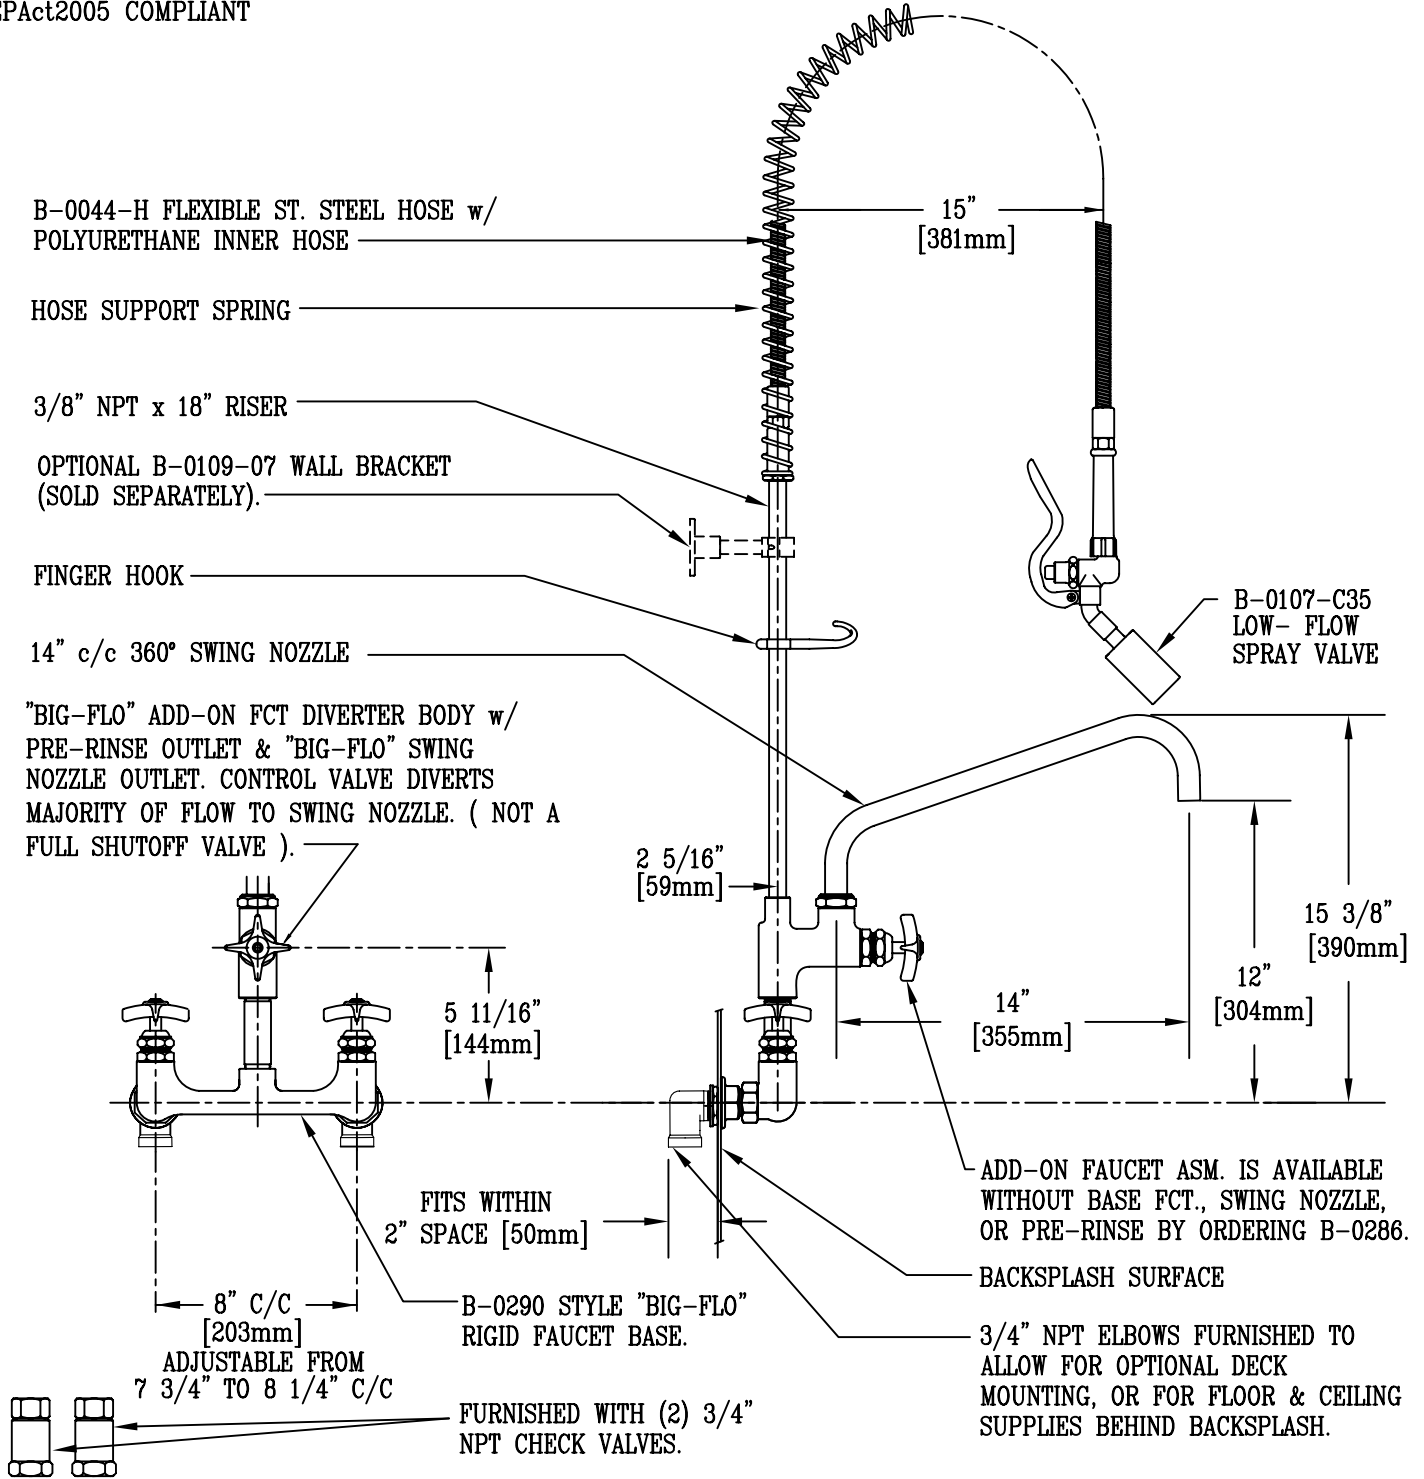 EPAct2005 COMPLIANT
B-0044-H FLEXIBLE ST. STEEL HOSE w/
POLYURETHANE INNER HOSE
15"
[381mm]
HOSE SUPPORT SPRING
3/8" NPT x 18" RISER
OPTIONAL B-0109-07 WALL BRACKET
(SOLD SEPARATELY).
FINGER HOOK
B-0107-C35
LOW- FLOW
SPRAY VALVE
14" c/c 360° SWING NOZZLE
"BIG-FLO" ADD-ON FCT DIVERTER BODY w/
PRE-RINSE OUTLET & "BIG-FLO" SWING
NOZZLE OUTLET. CONTROL VALVE DIVERTS
MAJORITY OF FLOW TO SWING NOZZLE. ( NOT A
FULL SHUTOFF VALVE ).
2 5/16"
[59mm]
15 3/8"
[390mm]
12"
[304mm]
14"
[355mm]
5 11/16"
[144mm]
ADD-ON FAUCET ASM. IS AVAILABLE
WITHOUT BASE FCT., SWING NOZZLE,
OR PRE-RINSE BY ORDERING B-0286.
FITS WITHIN
2" SPACE [50mm]
BACKSPLASH SURFACE
8" C/C
[203mm]
ADJUSTABLE FROM
7 3/4" TO 8 1/4" C/C
B-0290 STYLE "BIG-FLO"
RIGID FAUCET BASE.
3/4" NPT ELBOWS FURNISHED TO
ALLOW FOR OPTIONAL DECK
MOUNTING, OR FOR FLOOR & CEILING
SUPPLIES BEHIND BACKSPLASH.
FURNISHED WITH (2) 3/4"
NPT CHECK VALVES.